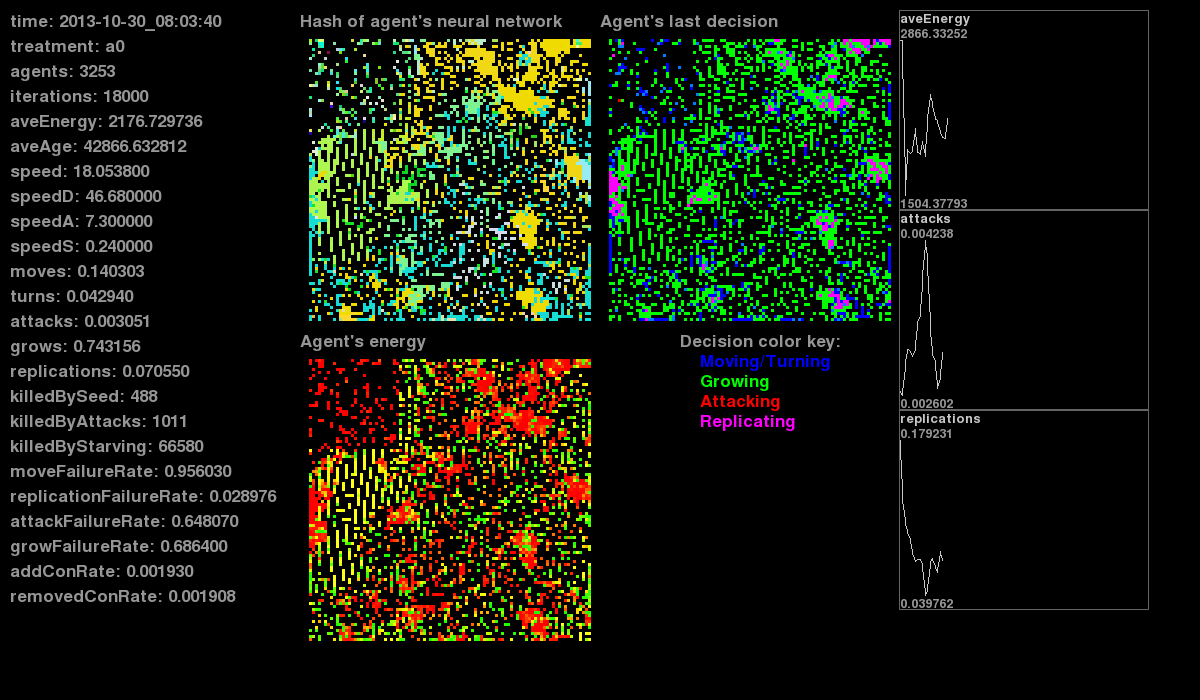 time: 2013-10-30_08:03:40
treatment: a0
agents: 3253
iterations: 18000
aveEnergy: 2176.729736
aveAge: 42866.632812
speed: 18.053800
speedD: 46.680000
speedA: 7.300000
speedS: 0.240000
moves: 0.140303
turns: 0.042940
attacks: 0.003051
grows: 0.743156
replications: 0.070550
killedBySeed: 488
killedByAttacks: 1011
killedByStarving: 66580
moveFailureRate: 0.956030
replicationFailureRate: 0.028976
attackFailureRate: 0.648070
growFailureRate: 0.686400
addConRate: 0.001930
removedConRate: 0.001908
Hash of agent's neural network
Agent's last decision
Agent's energy
Decision color key:
Moving/Turning
Growing
Attacking
Replicating
aveEnergy
2866.33252
1504.37793
attacks
0.004238
0.002602
replications
0.179231
0.039762